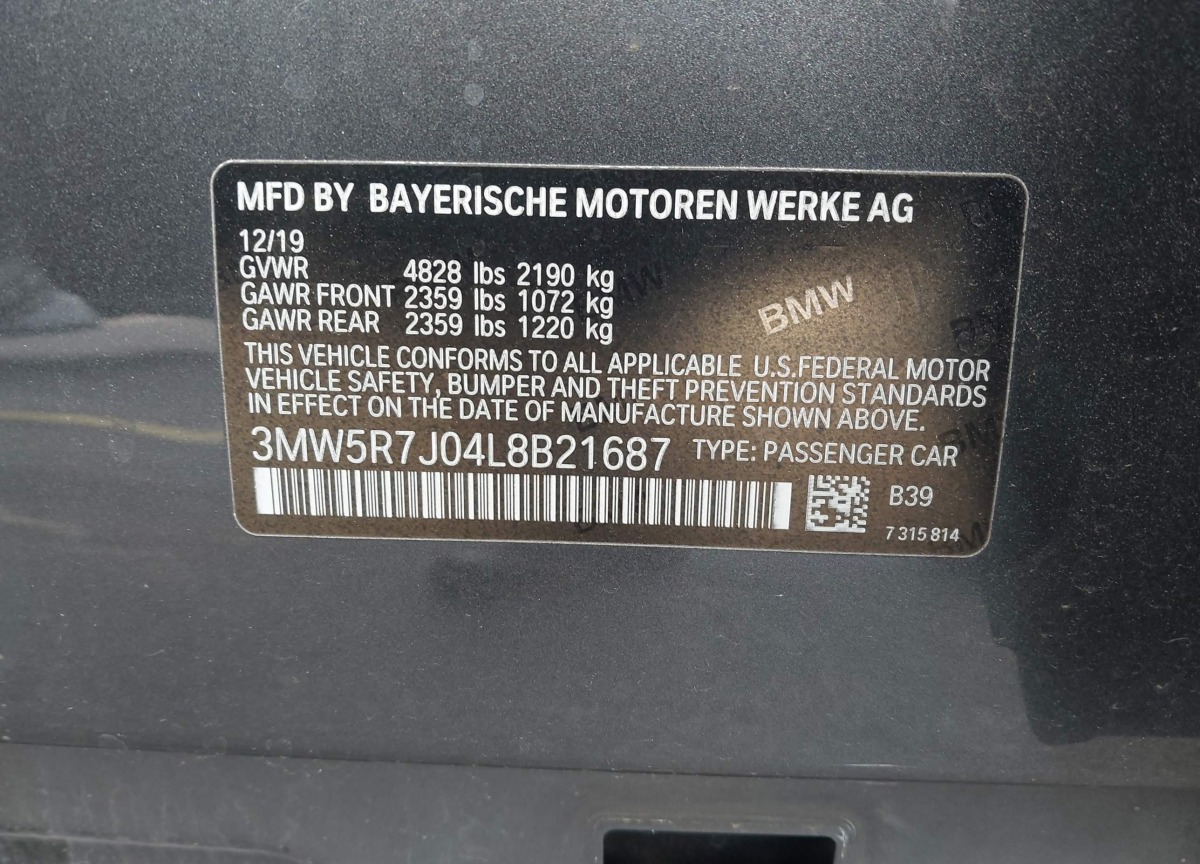 MFD BY BAYERISCHE MOTOREN WERKE AG
12/19
GVWR 4828 lbs 2190 kg
GAWR FRONT 2359 lbs 1072 kg
GAWR REAR 2359 lbs 1220 kg
THIS VEHICLE CONFORMS TO ALL APPLICABLE U.S.FEDERAL MOTOR
VEHICLE SAFETY, BUMPER AND THEFT PREVENTION STANDARDS
IN EFFECT ON THE DATE OF MANUFACTURE SHOWN ABOVE.
3MW5R7J04L8B21687 TYPE: PASSENGER CAR
B39
7 315 814
BMW